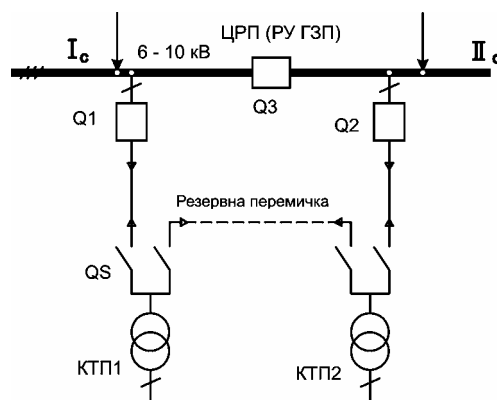 ЦРП (РУ ГЗП)
Iс
6 - 10 кВ
IIс
Q1
Q3
Q2
Резервна перемичка
QS
КТП1
КТП2